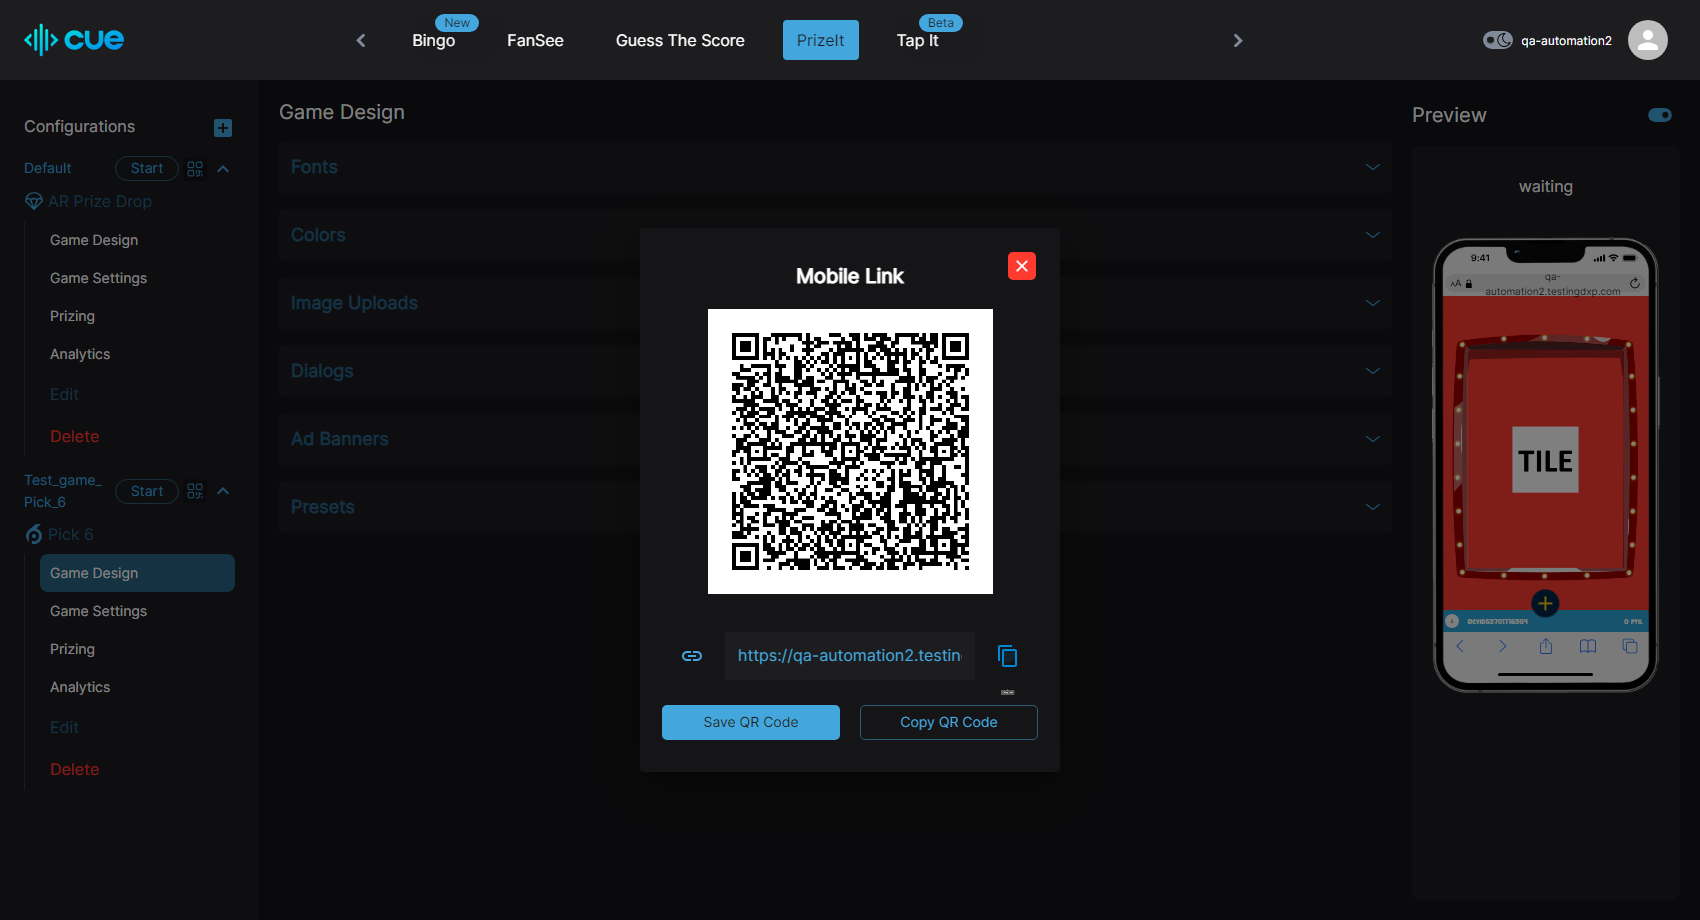 cue
New
Bingo
FanSee
Guess The Score
PrizeIt
Beta
Tap It
qa-automation2
Configurations
Default
Start
AR Prize Drop
Game Design
Game Settings
Prizing
Analytics
Edit
Delete
Test_game_
Pick_6
Start
Pick 6
Game Design
Game Settings
Prizing
Analytics
Edit
Delete
Game Design
Fonts
Colors
Image Uploads
Dialogs
Ad Banners
Presets
Mobile Link
https://qa-automation2.testin
Save QR Code
Copy QR Code
Preview
waiting
9:41
AA
qa-
automation2.testingdxp.com
TILE
0 PTS.